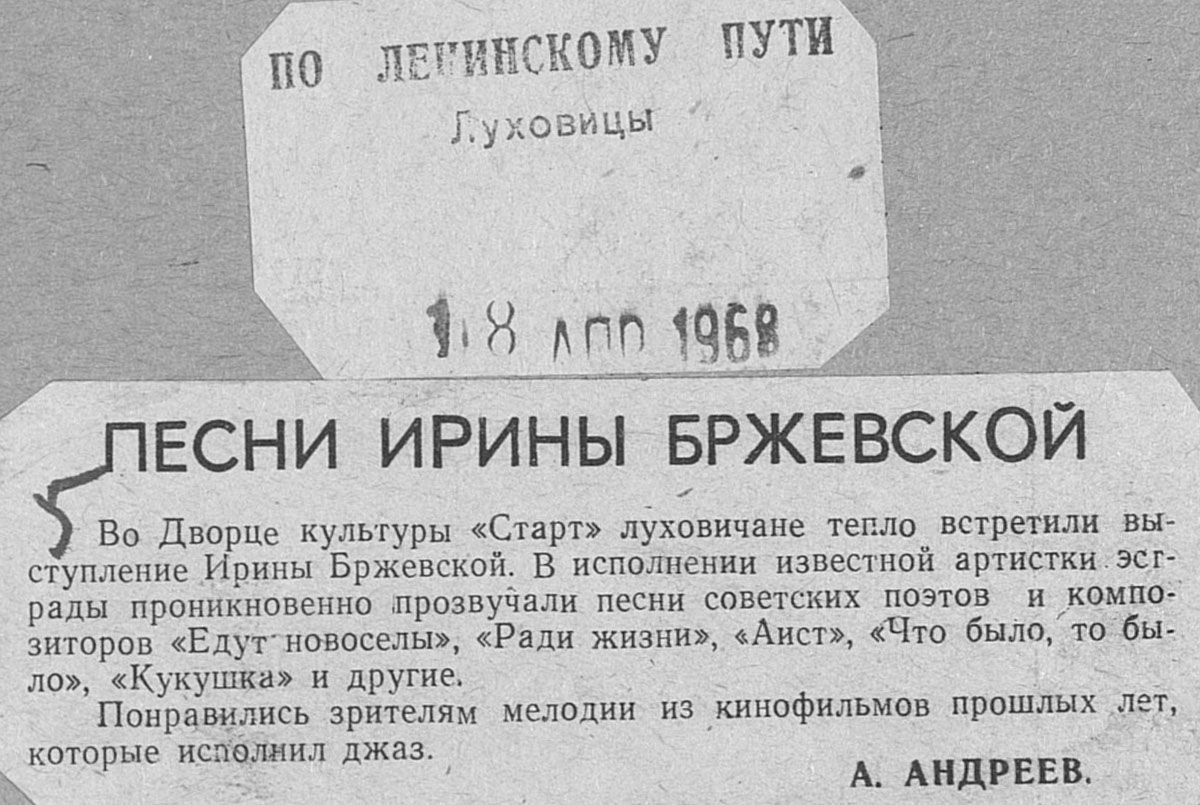 ПО ЛЕНИНСКОМУ ПУТИ
Луховицы
18 АПР 1968
ПЕСНИ ИРИНЫ БРЖЕВСКОЙ
Во Дворце культуры «Старт» луховичане тепло встретили вы-
ступление Ирины Бржевской. В исполнении известной артистки эст-
рады проникновенно прозвучали песни советских поэтов и компо-
зиторов «Едут новоселы», «Ради жизни», «Аист», «Что было, то бы-
ло», «Кукушка» и другие.
Понравились зрителям мелодии из кинофильмов прошлых лет,
которые исполнил джаз.
А. АНДРЕЕВ.